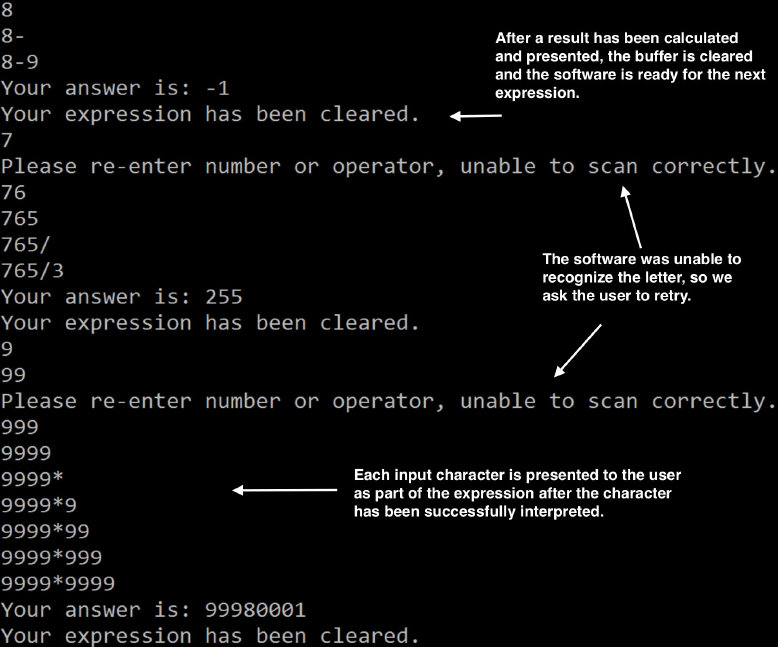 8
8-
8-9
Your answer is: -1
Your expression has been cleared.
After a result has been calculated
and presented, the buffer is cleared
and the software is ready for the next
expression.
7
Please re-enter number or operator, unable to scan correctly.
76
765
765/
765/3
Your answer is: 255
Your expression has been cleared.
The software was unable to
recognize the letter, so we
ask the user to retry.
9
99
Please re-enter number or operator, unable to scan correctly.
999
9999
9999*
9999*9
9999*99
9999*999
9999*9999
Each input character is presented to the user
as part of the expression after the character
has been successfully interpreted.
Your answer is: 99980001
Your expression has been cleared.